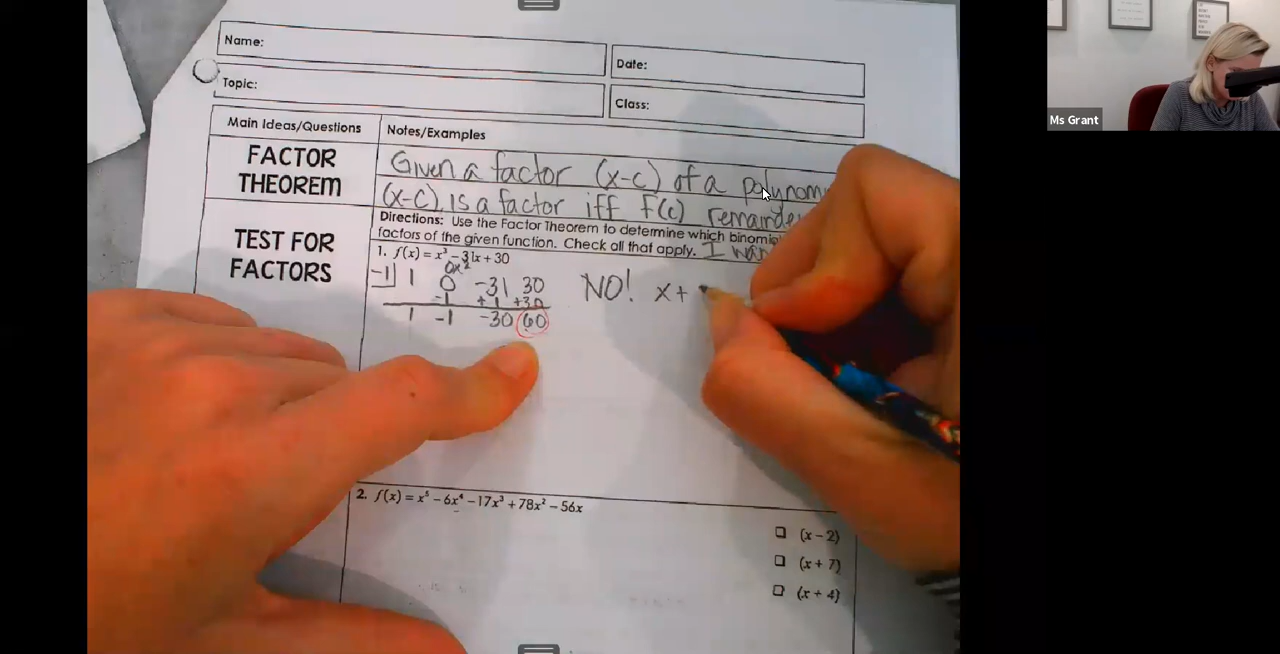 Name:
Date:
Topic:
Class:
Main Ideas/Questions
Notes/Examples
FACTOR
THEOREM
Given a factor (x-c) of a polynom
(x-c) is a factor iff f(c) remainde
TEST FOR
FACTORS
Directions: Use the Factor Theorem to determine which binomi
factors of the given function. Check all that apply. I wan
1. f(x) = x³ – 31x + 30
0x²
-1 1 0 -31 30
-1 +1 +30
1 -1 -30 60
NO! x+
2. f(x) = x⁵ – 6x⁴ – 17x³ + 78x² – 56x
☐ (x – 2)
☐ (x + 7)
☐ (x + 4)
Ms Grant